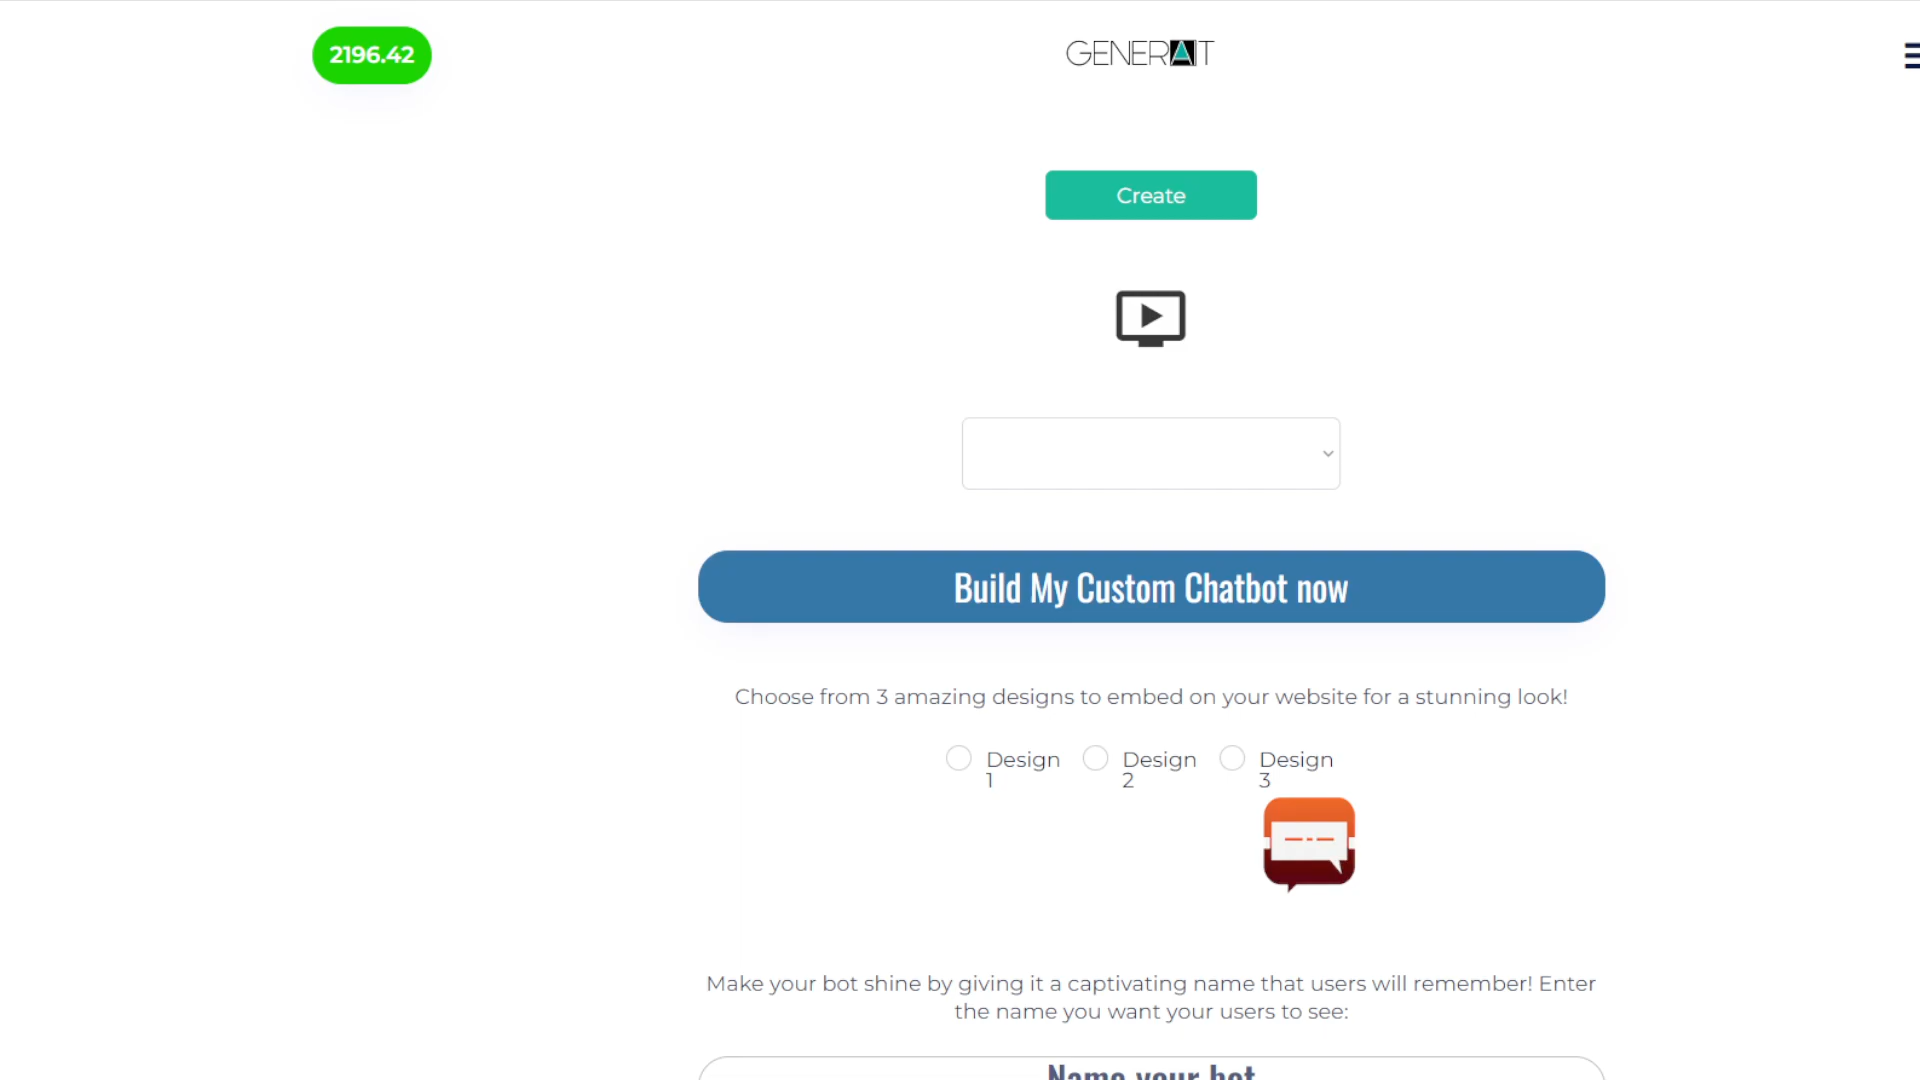 2196.42
GENERAIT
Create
Build My Custom Chatbot now
Choose from 3 amazing designs to embed on your website for a stunning look!
Design 1
Design 2
Design 3
Make your bot shine by giving it a captivating name that users will remember! Enter
the name you want your users to see:
Name your bot